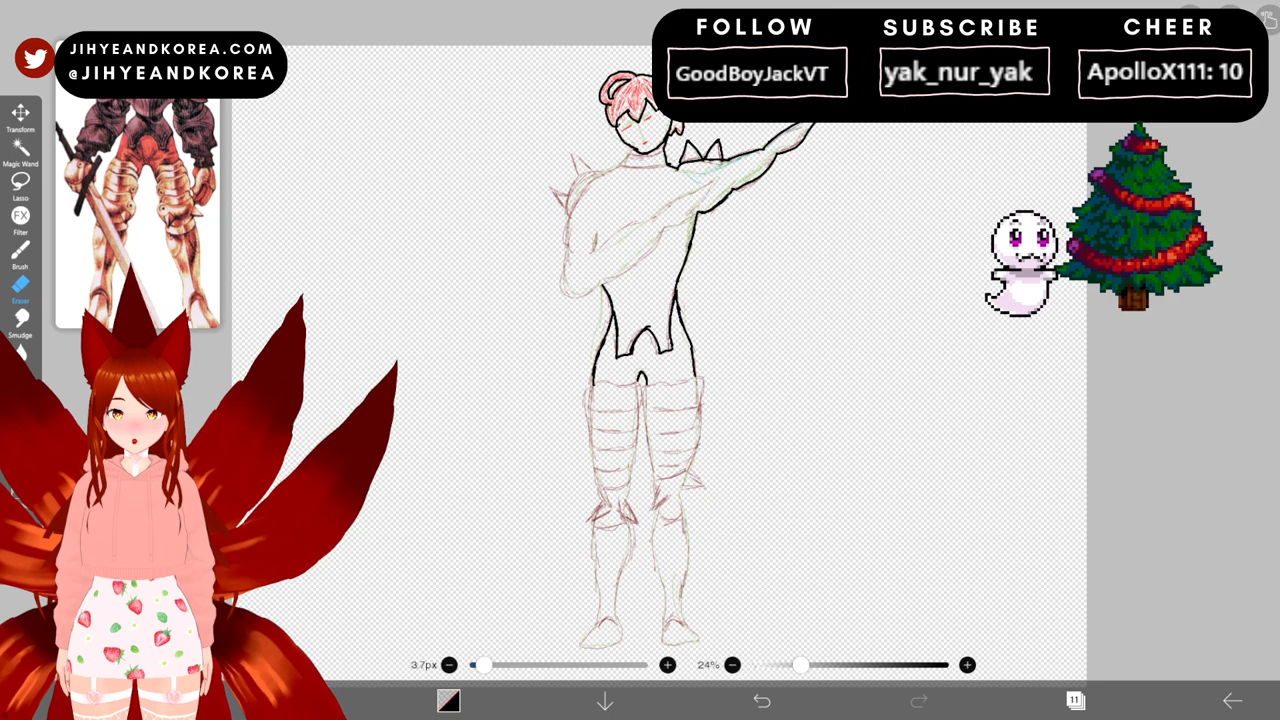 JIHYEANDKOREA.COM
@JIHYEANDKOREA
FOLLOW
GoodBoyJackVT
SUBSCRIBE
yak_nur_yak
CHEER
ApolloX111: 10
Transform
Magic Wand
Lasso
FX
Filter
Brush
Eraser
Smudge
3.7px
24%
11